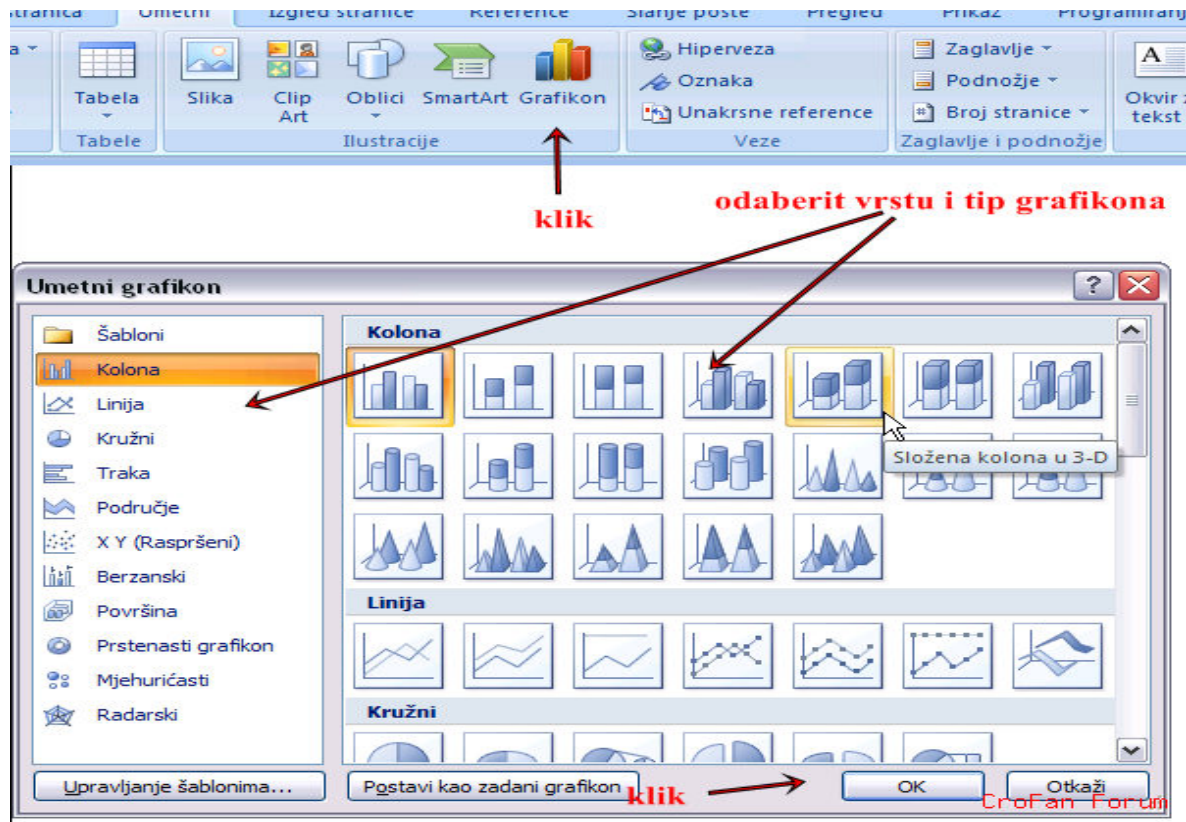 Umetni
Izgled stranice
Reference
Slanje pošte
Pregled
Prikaz
Tabela
Slika
Clip Art
Oblici
SmartArt
Grafikon
Hiperveza
Oznaka
Unakrsne reference
Zaglavlje
Podnožje
Broj stranice
Okvir
tekst
Tabele
Ilustracije
Veze
Zaglavlje i podnožje
klik
odaberit vrstu i tip grafikona
Umetni grafikon
Šabloni
Kolona
Linija
Kružni
Traka
Područje
X Y (Raspršeni)
Berzanski
Površina
Prstenasti grafikon
Mjehurićasti
Radarski
Kolona
Složena kolona u 3-D
Linija
Kružni
Upravljanje šablonima...
Postavi kao zadani grafikon
klik
OK
Otkaži
CroFan Forum